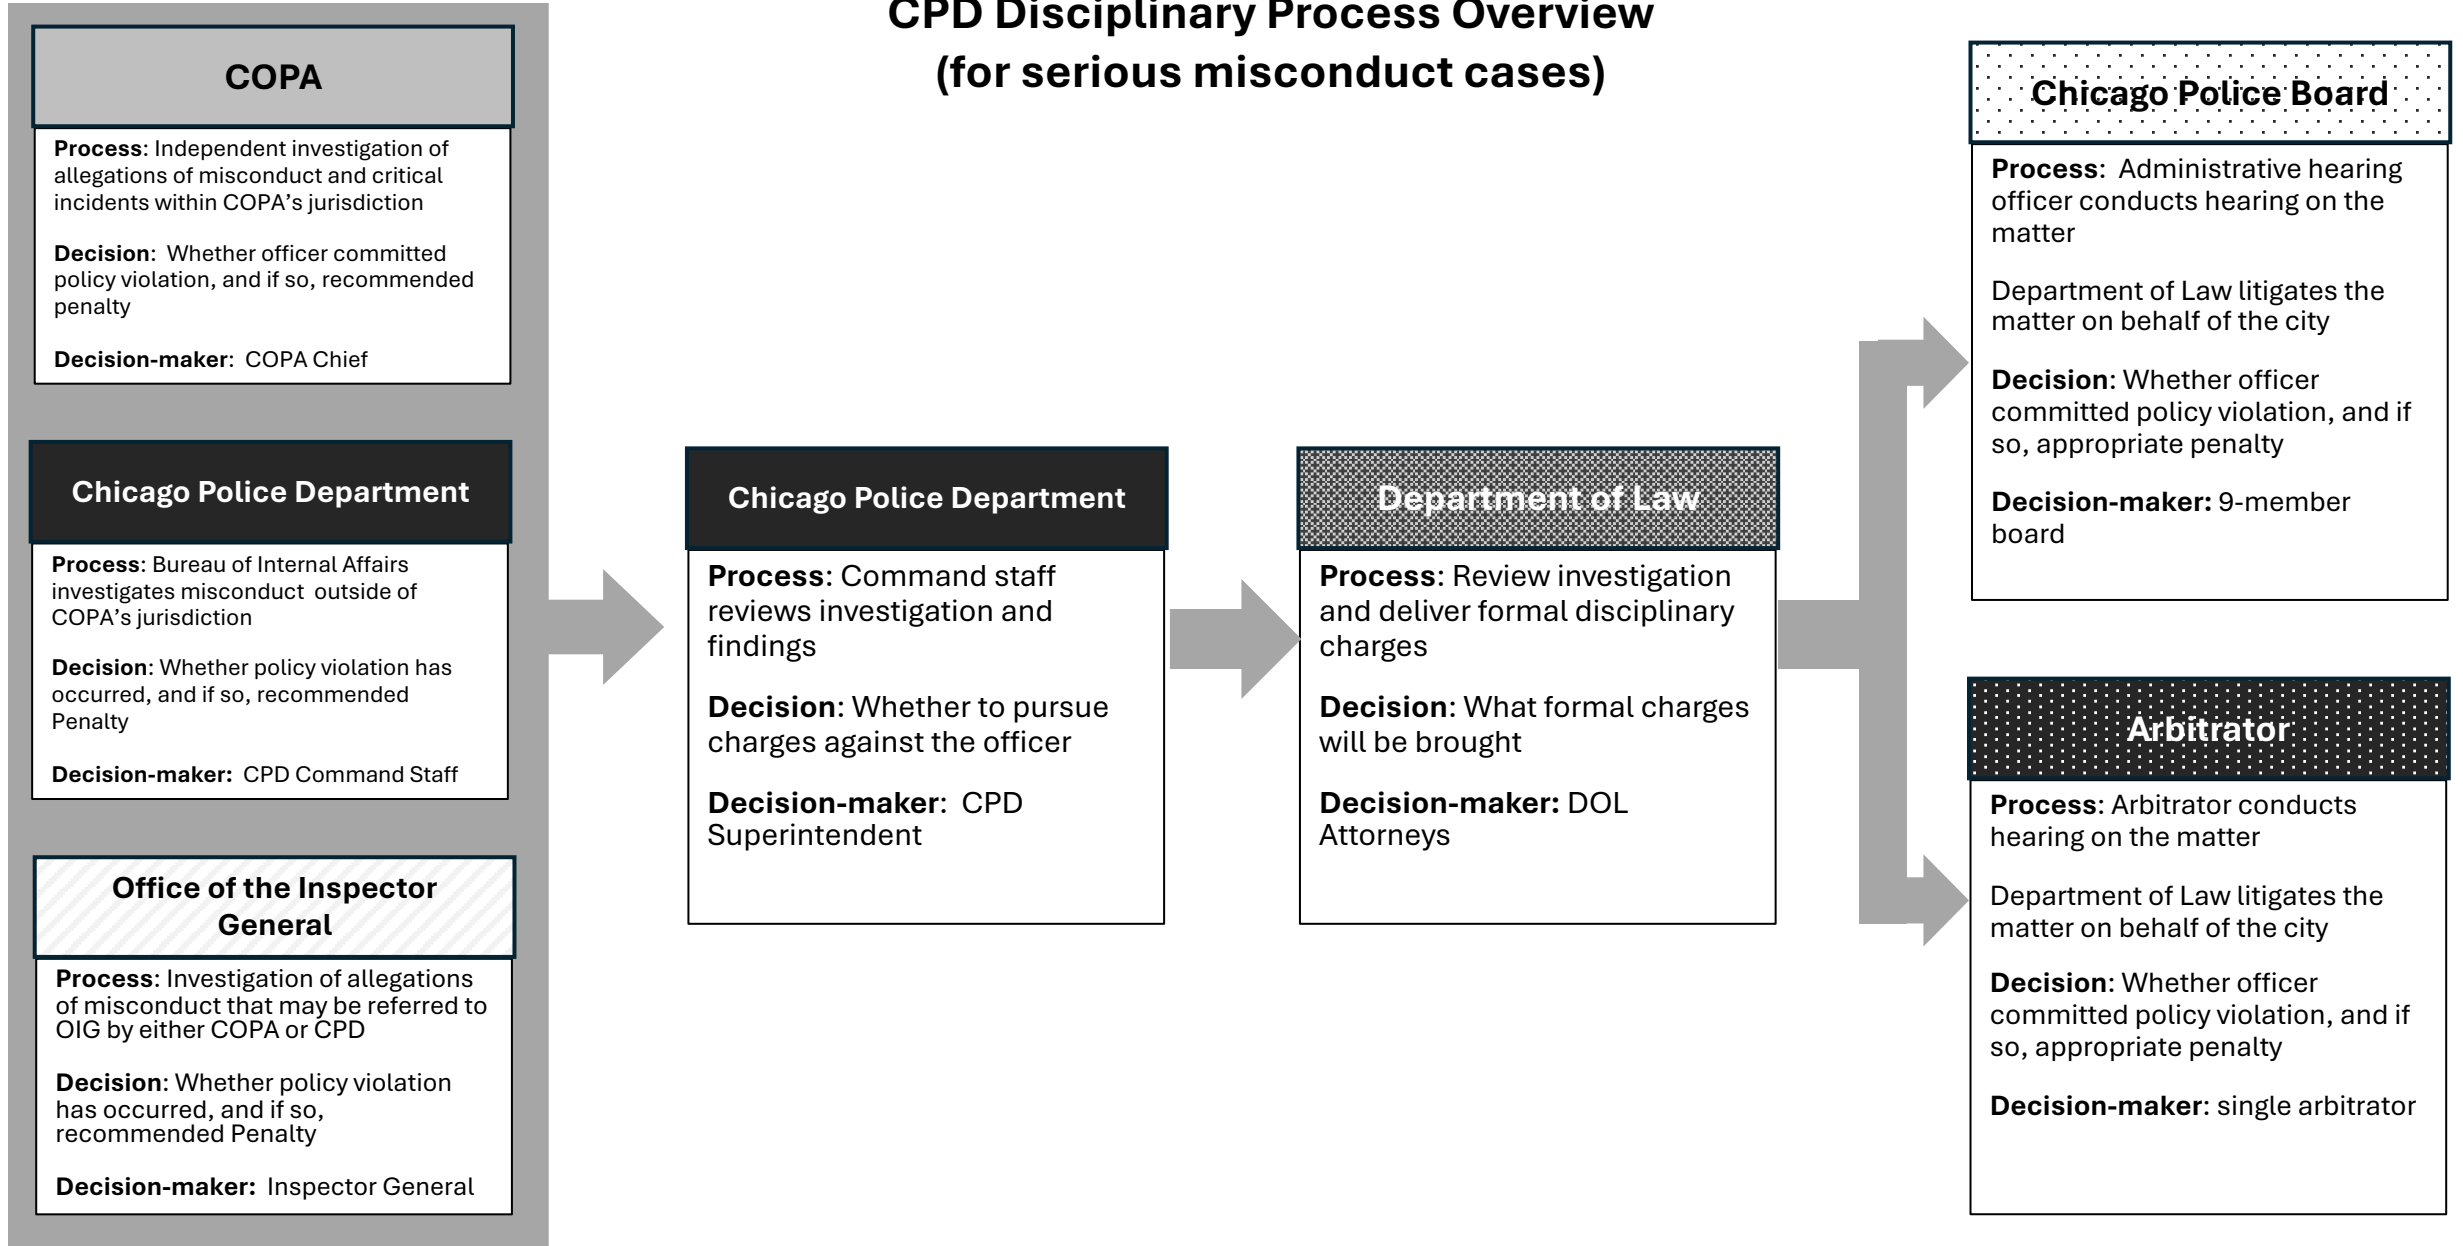 CPD Disciplinary Process Overview
(for serious misconduct cases)
COPA
Process: Independent investigation of
allegations of misconduct and critical
incidents within COPA’s jurisdiction
Decision:  Whether officer committed
policy violation, and if so, recommended
penalty
Decision-maker:  COPA Chief
Chicago Police Department
Process: Bureau of Internal Affairs
investigates misconduct  outside of
COPA’s jurisdiction
Decision: Whether policy violation has
occurred, and if so, recommended
Penalty
Decision-maker:  CPD Command Staff
Office of the Inspector
General
Process: Investigation of allegations
of misconduct that may be referred to
OIG by either COPA or CPD
Decision: Whether policy violation
has occurred, and if so,
recommended Penalty
Decision-maker:  Inspector General
Chicago Police Department
Process: Command staff
reviews investigation and
findings
Decision: Whether to pursue
charges against the officer
Decision-maker:  CPD
Superintendent
Department of Law
Process: Review investigation
and deliver formal disciplinary
charges
Decision: What formal charges
will be brought
Decision-maker: DOL
Attorneys
Chicago Police Board
Process:  Administrative hearing
officer conducts hearing on the
matter
Department of Law litigates the
matter on behalf of the city
Decision: Whether officer
committed policy violation, and if
so, appropriate penalty
Decision-maker: 9-member
board
Arbitrator
Process: Arbitrator conducts
hearing on the matter
Department of Law litigates the
matter on behalf of the city
Decision: Whether officer
committed policy violation, and if
so, appropriate penalty
Decision-maker: single arbitrator